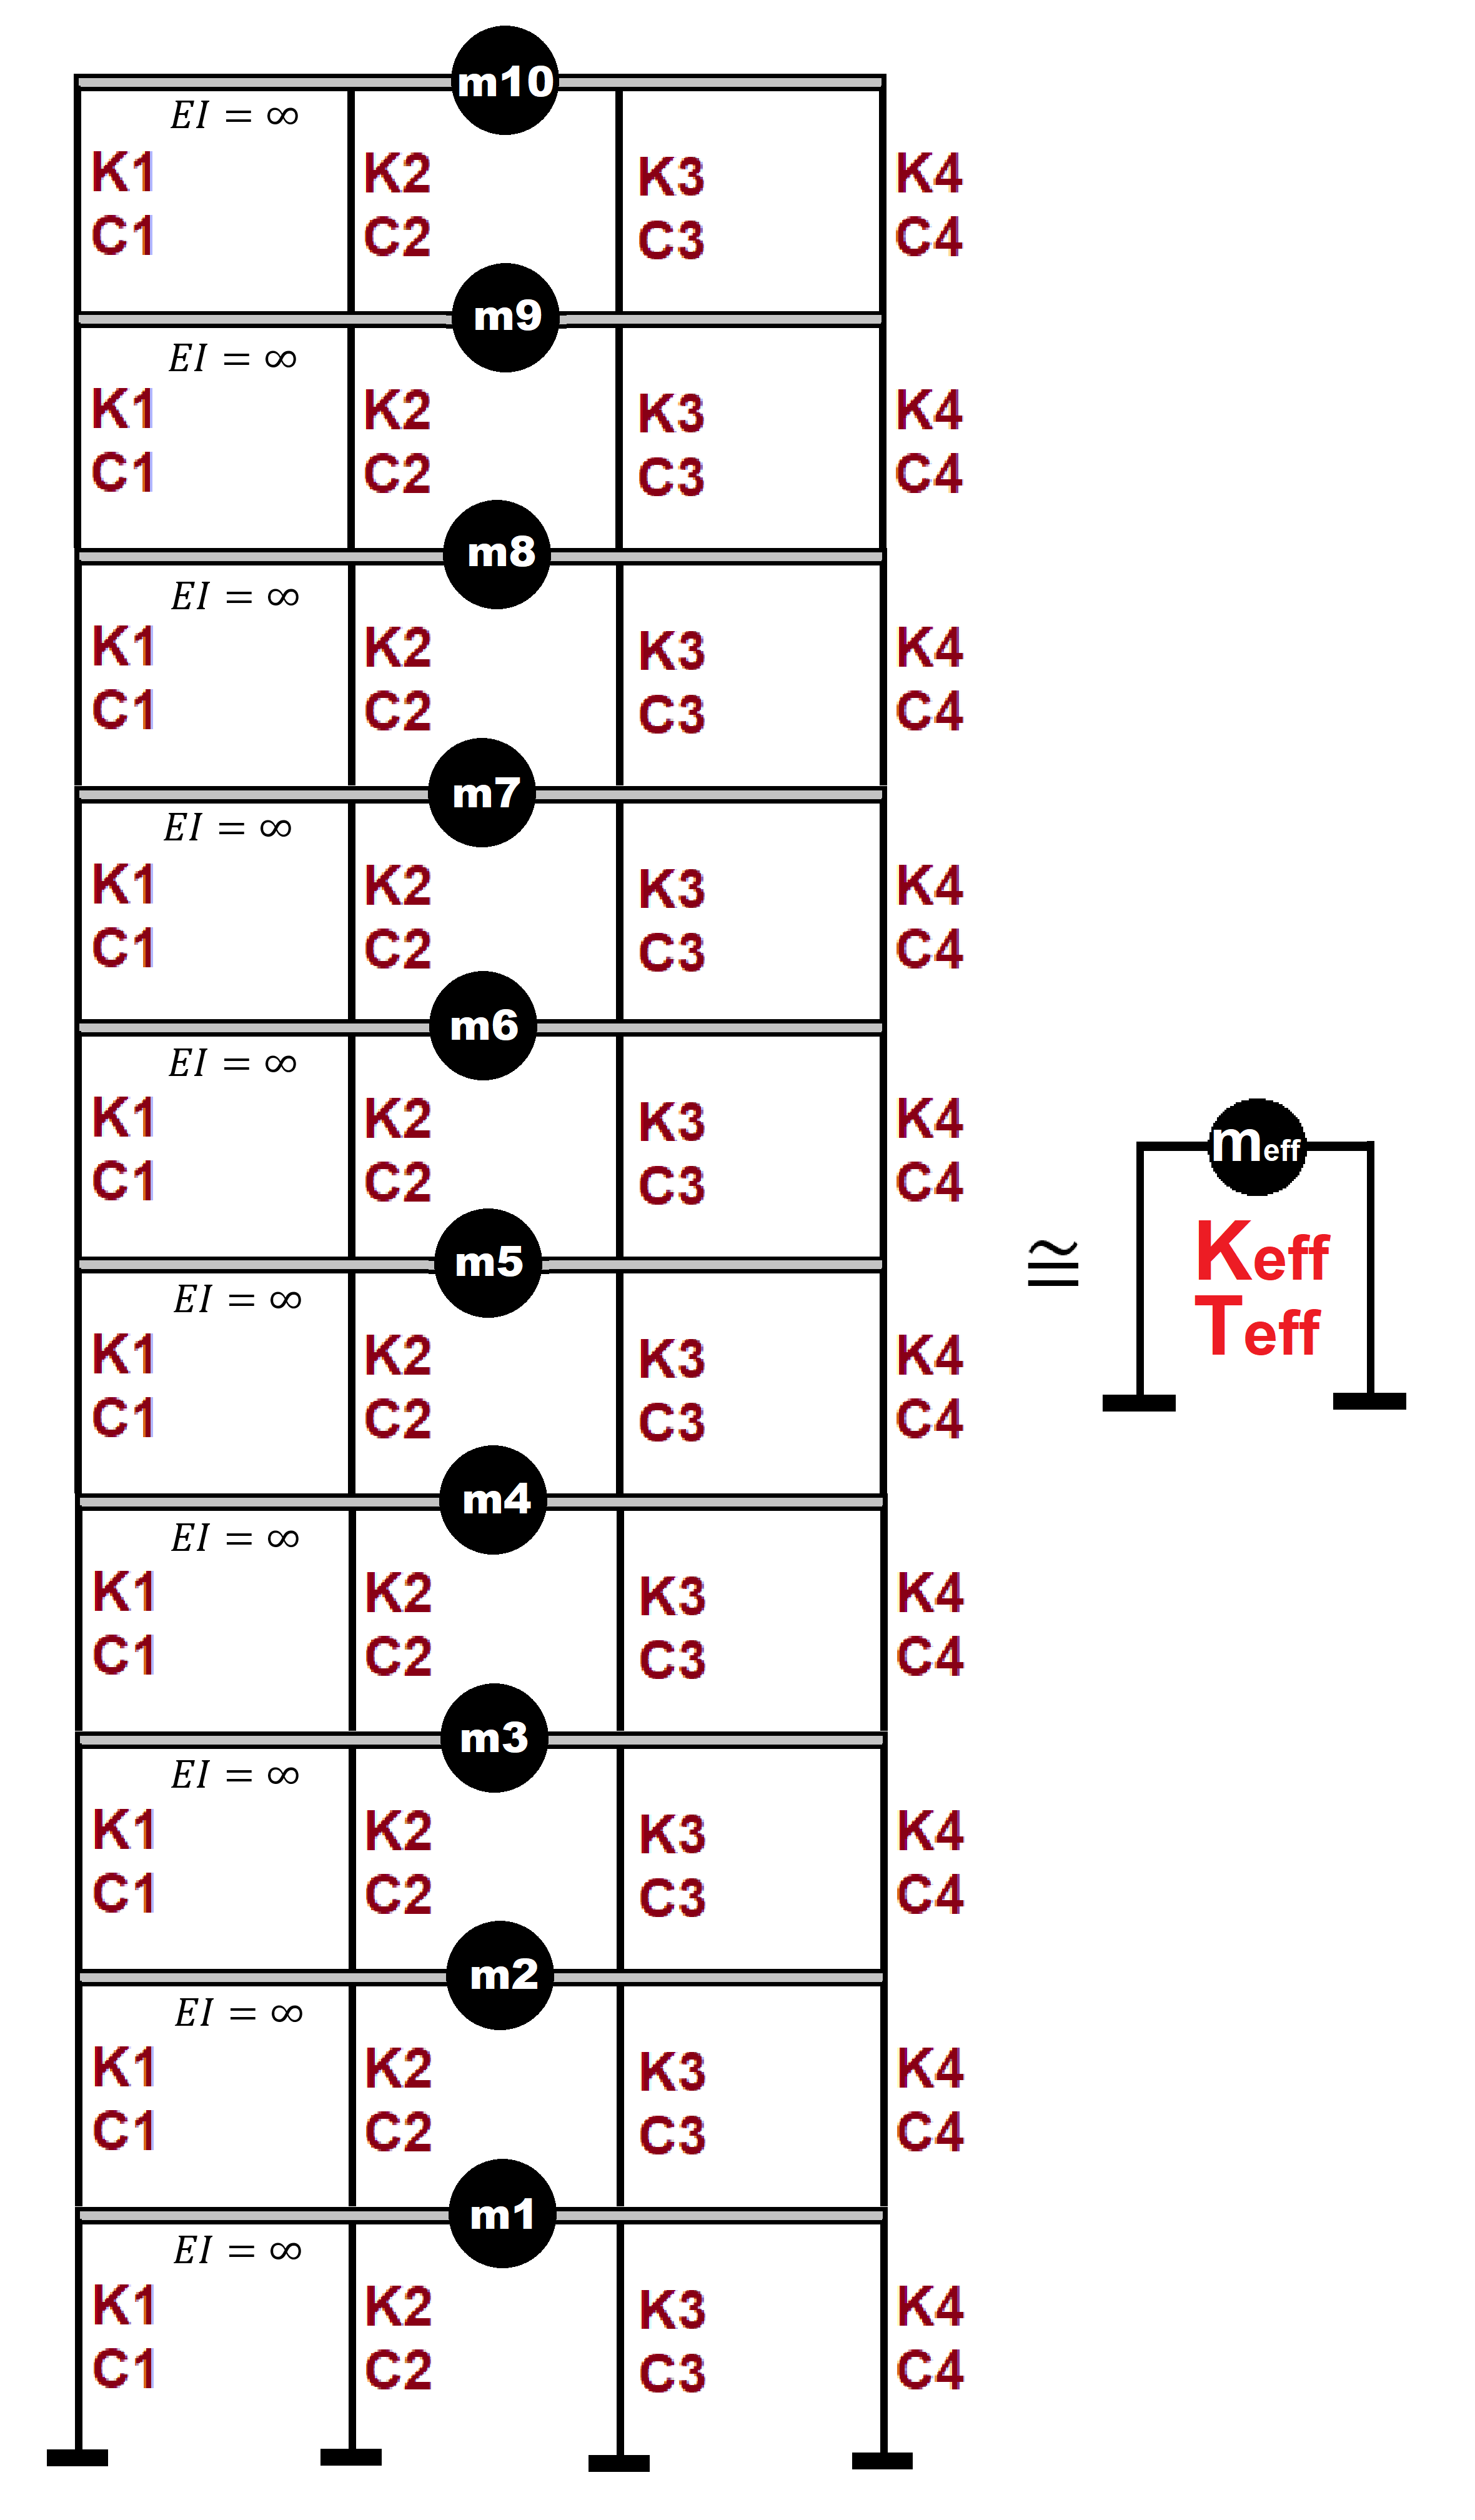 m10
EI = ∞
K1 K2 K3 K4
C1 C2 C3 C4
m9
EI = ∞
K1 K2 K3 K4
C1 C2 C3 C4
m8
EI = ∞
K1 K2 K3 K4
C1 C2 C3 C4
m7
EI = ∞
K1 K2 K3 K4
C1 C2 C3 C4
m6
EI = ∞
K1 K2 K3 K4
C1 C2 C3 C4
m5
EI = ∞
K1 K2 K3 K4
C1 C2 C3 C4
m4
EI = ∞
K1 K2 K3 K4
C1 C2 C3 C4
m3
EI = ∞
K1 K2 K3 K4
C1 C2 C3 C4
m2
EI = ∞
K1 K2 K3 K4
C1 C2 C3 C4
m1
EI = ∞
K1 K2 K3 K4
C1 C2 C3 C4
≅
meff
Keff
Teff